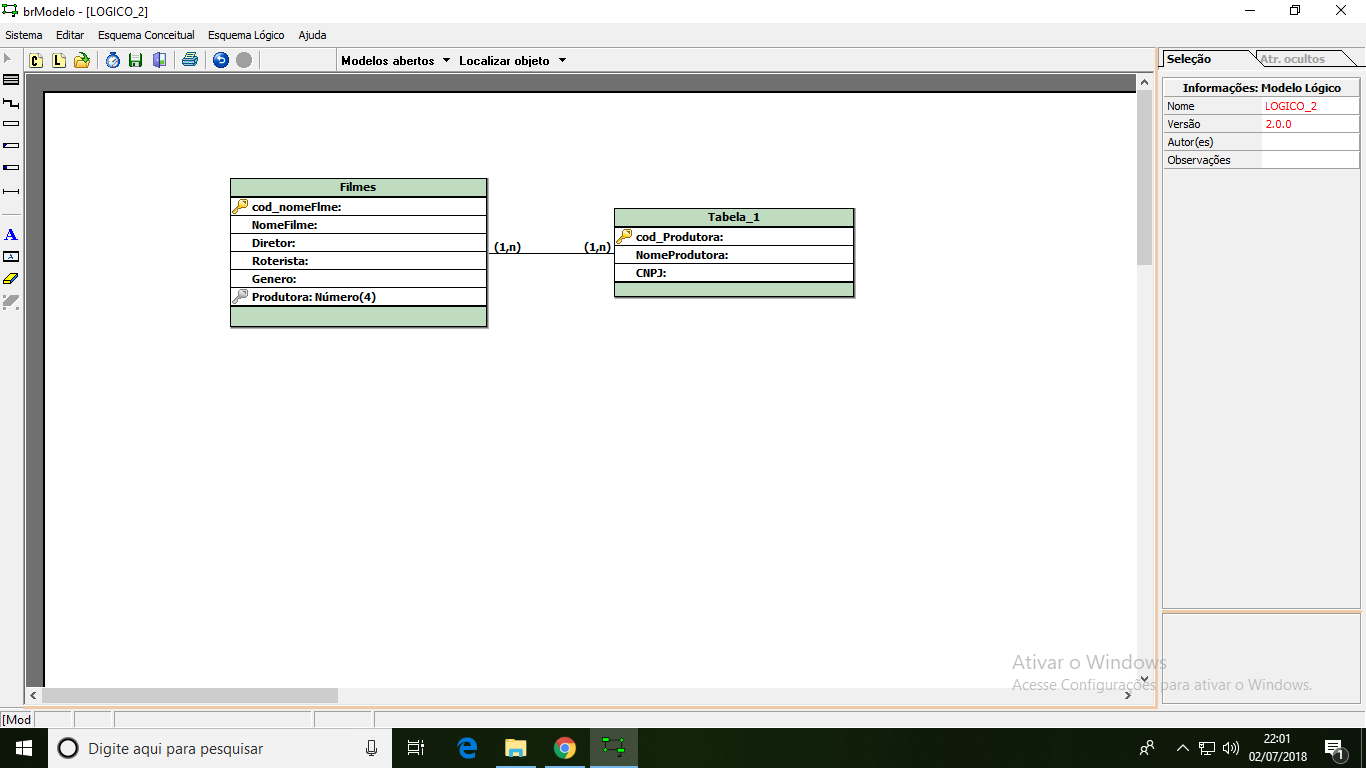 brModelo - [LOGICO_2]
Sistema Editar Esquema Conceitual Esquema Lógico Ajuda
C L Modelos abertos Localizar objeto
Seleção Atr. ocultos
Informações: Modelo Lógico
Nome LOGICO_2
Versão 2.0.0
Autor(es)
Observações
A
A
Filmes
cod_nomeFlme:
NomeFilme:
Diretor:
Roterista:
Genero:
Produtora: Número(4)
(1,n) (1,n)
Tabela_1
cod_Produtora:
NomeProdutora:
CNPJ:
Ativar o Windows
Acesse Configurações para ativar o Windows.
[Mod
Digite aqui para pesquisar
22:01
02/07/2018
1